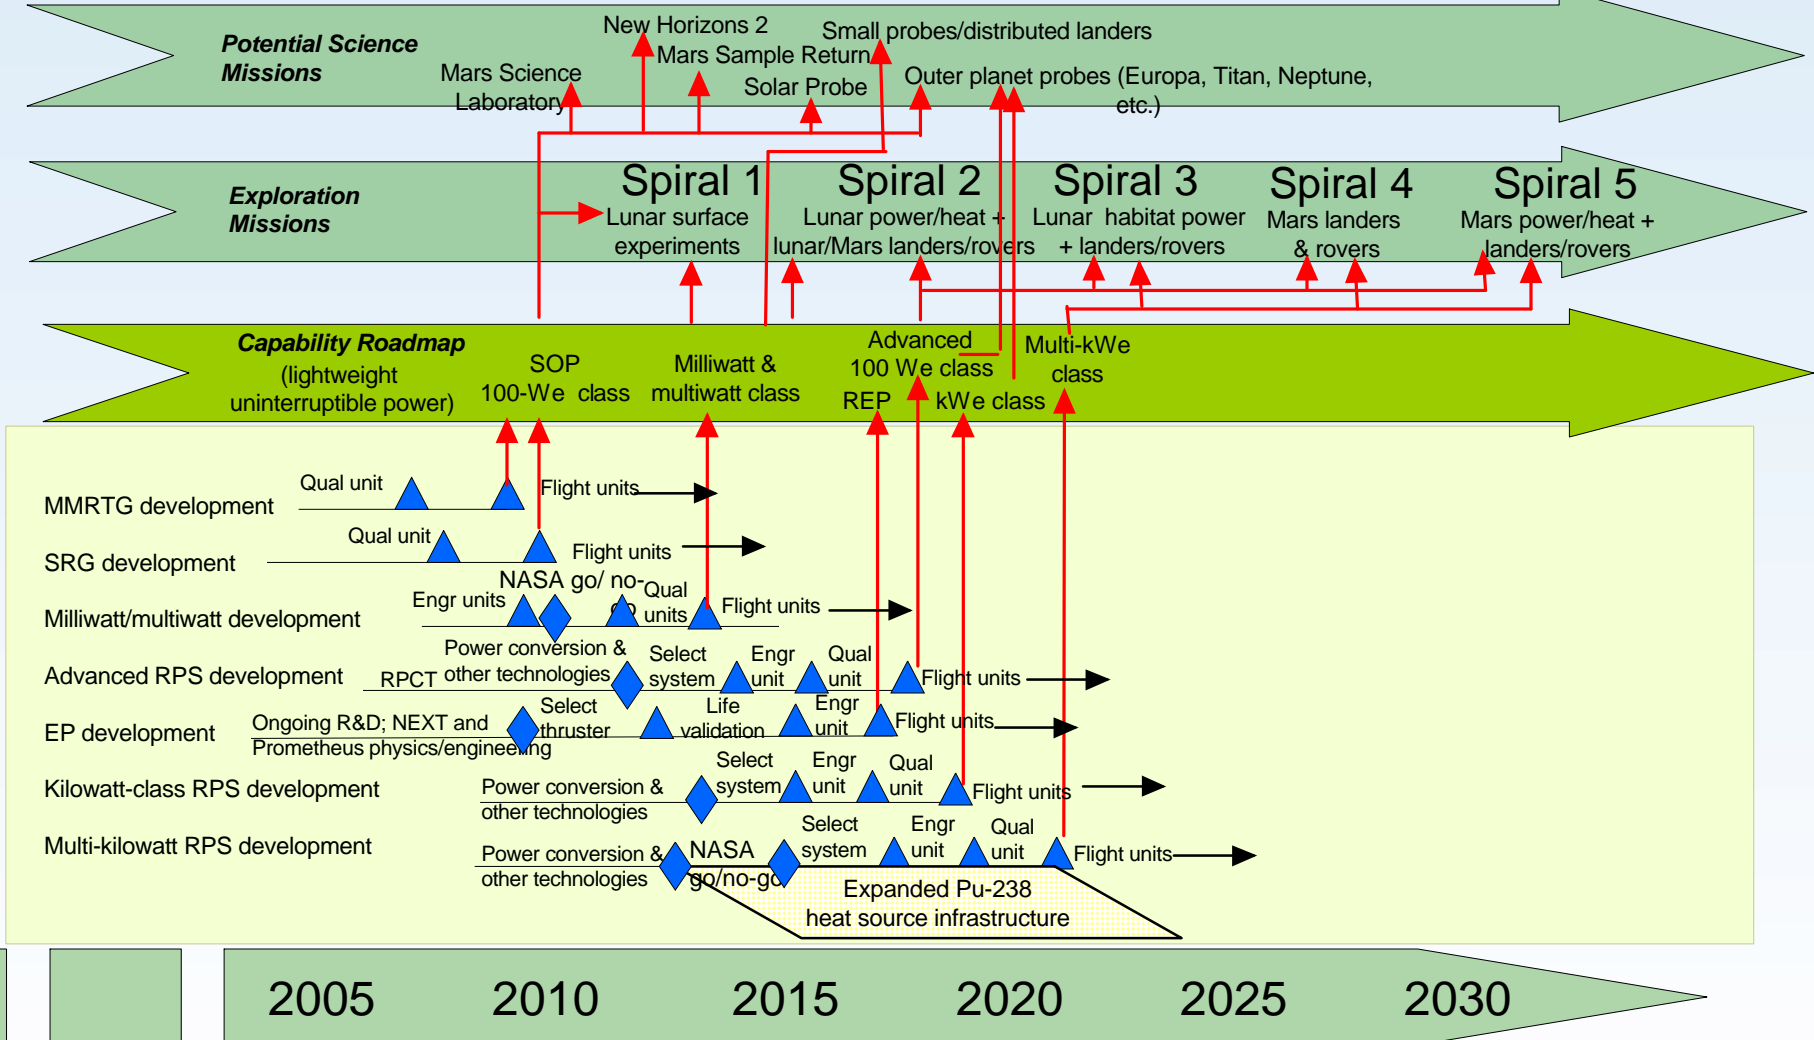 Potential Science
Missions
New Horizons 2
Small probes/distributed landers
Mars Science
Laboratory
Mars Sample Return
Solar Probe
Outer planet probes (Europa, Titan, Neptune,
etc.)
Exploration
Missions
Spiral 1
Lunar surface
experiments
Spiral 2
Lunar power/heat +
lunar/Mars landers/rovers
Spiral 3
Lunar habitat power
+ landers/rovers
Spiral 4
Mars landers
& rovers
Spiral 5
Mars power/heat +
landers/rovers
Capability Roadmap
(lightweight
uninterruptible power)
SOP
100-We class
Milliwatt &
multiwatt class
Advanced
100 We class
REP
kWe class
Multi-kWe
class
MMRTG development
Qual unit
Flight units
SRG development
Qual unit
Flight units
Milliwatt/multiwatt development
Engr units
NASA go/ no-
go
Qual
units
Flight units
Advanced RPS development
RPCT
Power conversion &
other technologies
Select
system
Engr
unit
Qual
unit
Flight units
EP development
Ongoing R&D; NEXT and
Prometheus physics/engineering
Select
thruster
Life
validation
Engr
unit
Flight units
Kilowatt-class RPS development
Power conversion &
other technologies
Select
system
Engr
unit
Qual
unit
Flight units
Multi-kilowatt RPS development
Power conversion &
other technologies
NASA
go/no-go
Select
system
Engr
unit
Qual
unit
Flight units
Expanded Pu-238
heat source infrastructure
2005
2010
2015
2020
2025
2030